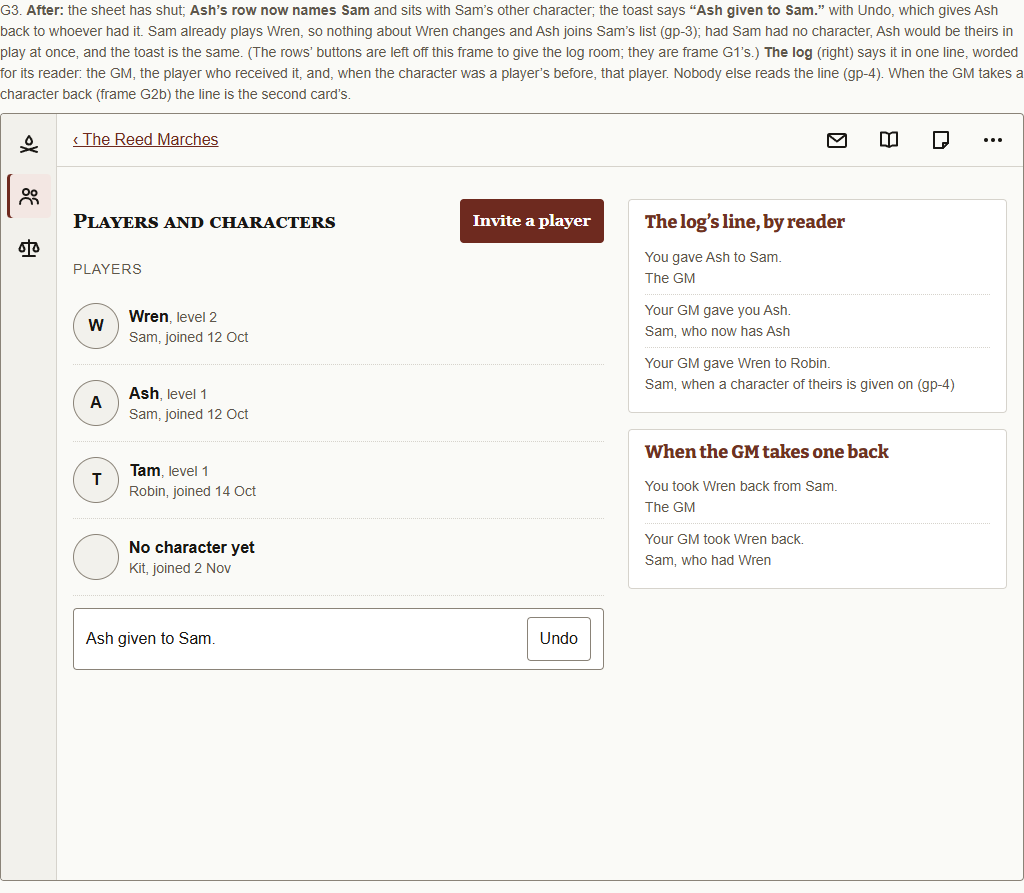 G3. After: the sheet has shut; Ash’s row now names Sam and sits with Sam’s other character; the toast says “Ash given to Sam.” with Undo, which gives Ash
back to whoever had it. Sam already plays Wren, so nothing about Wren changes and Ash joins Sam’s list (gp-3); had Sam had no character, Ash would be theirs in
play at once, and the toast is the same. (The rows’ buttons are left off this frame to give the log room; they are frame G1’s.) The log (right) says it in one line, worded
for its reader: the GM, the player who received it, and, when the character was a player’s before, that player. Nobody else reads the line (gp-4). When the GM takes a
character back (frame G2b) the line is the second card’s.
‹ The Reed Marches
Players and characters
Invite a player
PLAYERS
W
Wren, level 2
Sam, joined 12 Oct
A
Ash, level 1
Sam, joined 12 Oct
T
Tam, level 1
Robin, joined 14 Oct
No character yet
Kit, joined 2 Nov
Ash given to Sam.
Undo
The log’s line, by reader
You gave Ash to Sam.
The GM
Your GM gave you Ash.
Sam, who now has Ash
Your GM gave Wren to Robin.
Sam, when a character of theirs is given on (gp-4)
When the GM takes one back
You took Wren back from Sam.
The GM
Your GM took Wren back.
Sam, who had Wren